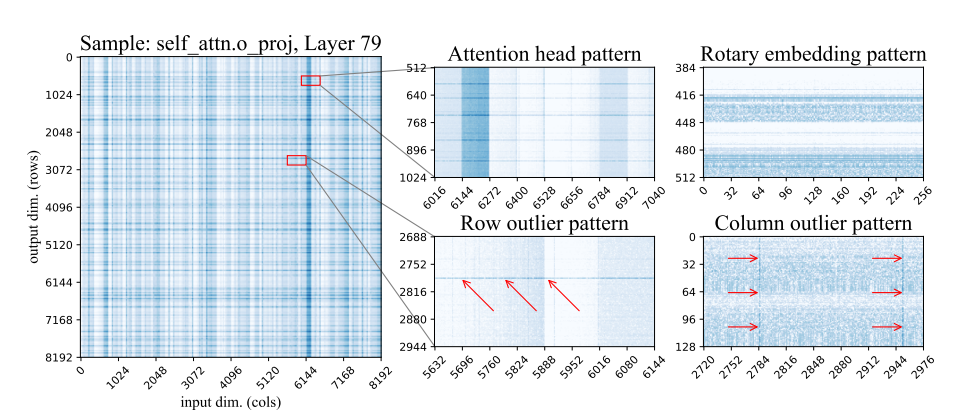 Sample: self_attn.o_proj, Layer 79
0
1024
2048
3072
4096
5120
6144
7168
8192
output dim. (rows)
0 1024 2048 3072 4096 5120 6144 7168 8192
input dim. (cols)
Attention head pattern
512
640
768
896
1024
6016 6144 6272 6400 6528 6656 6784 6912 7040
Rotary embedding pattern
384
416
448
480
512
0 32 64 96 128 160 192 224 256
Row outlier pattern
2688
2752
2816
2880
2944
5632 5696 5760 5824 5888 5952 6016 6080 6144
Column outlier pattern
0
32
64
96
128
2720 2752 2784 2816 2848 2880 2912 2944 2976